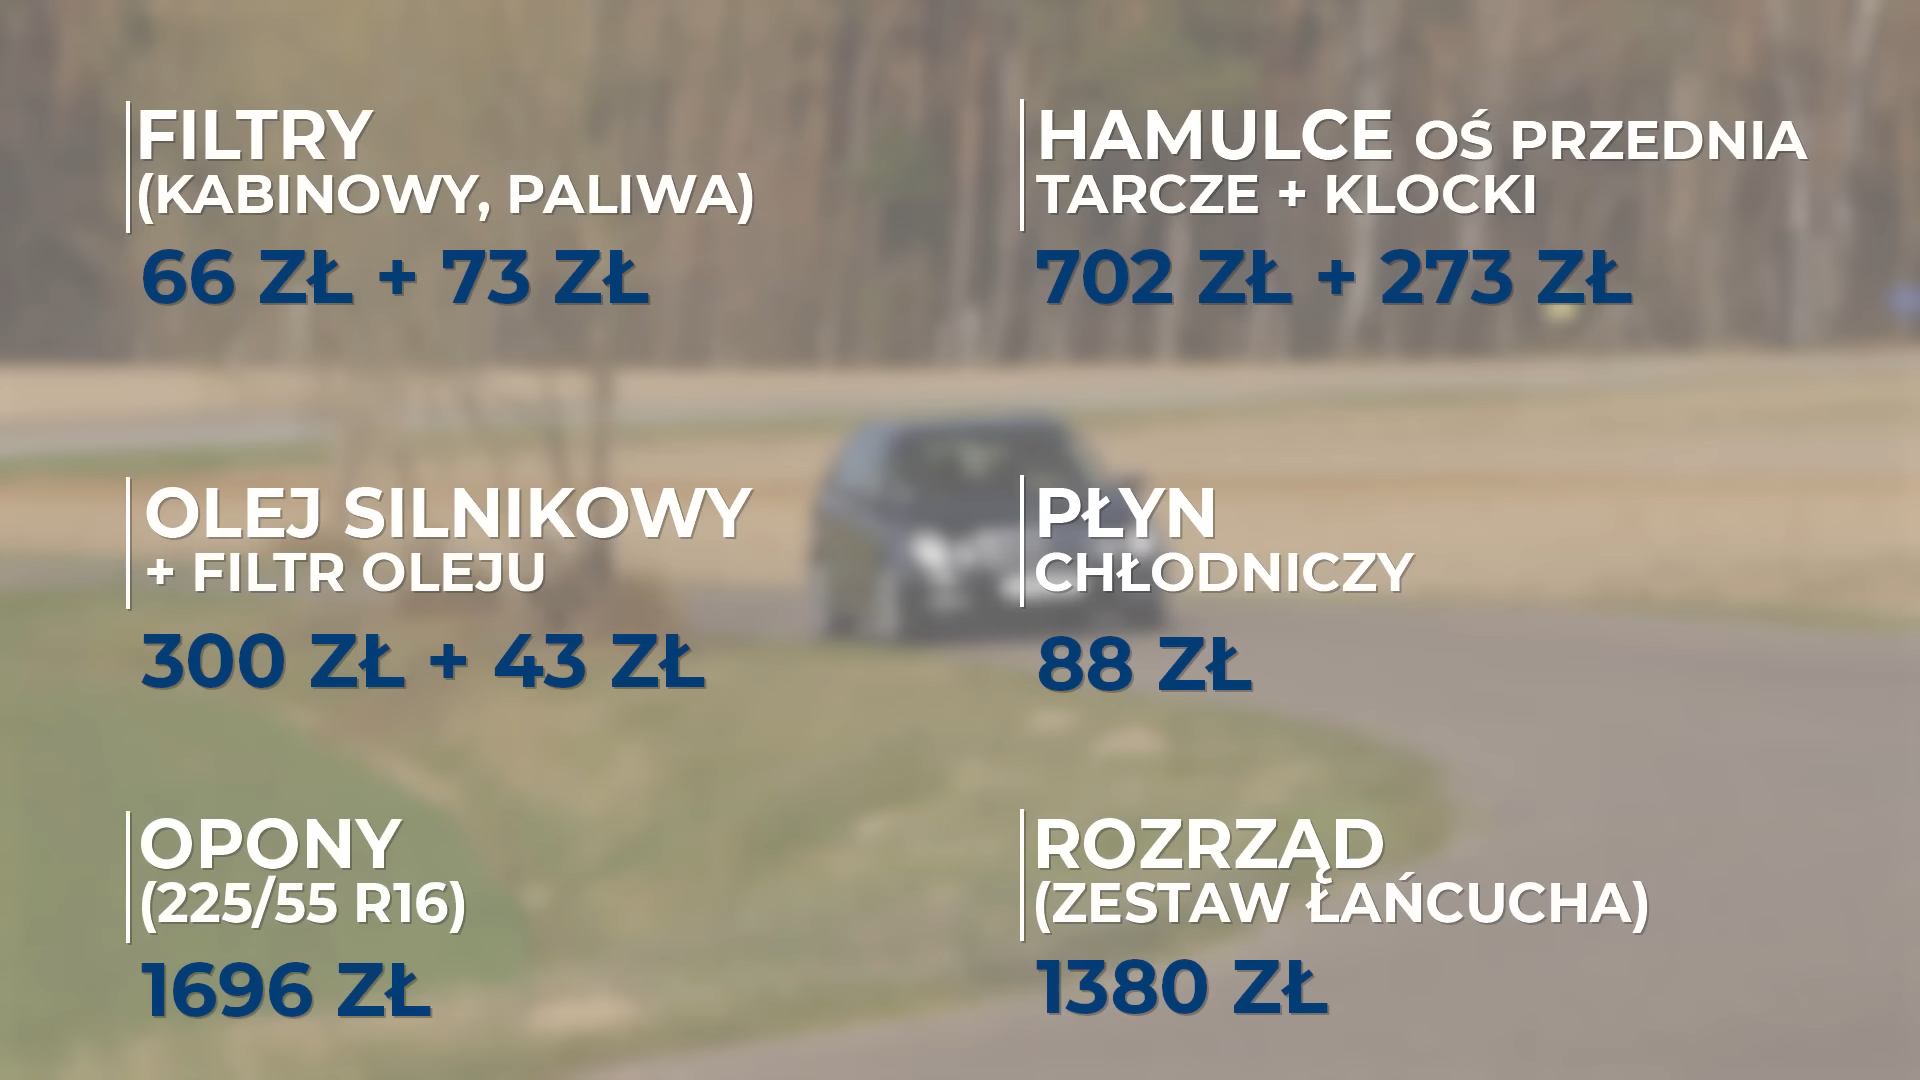 FILTRY
(KABINOWY, PALIWA)
66 ZŁ + 73 ZŁ
HAMULCE OŚ PRZEDNIA
TARCZE + KLOCKI
702 ZŁ + 273 ZŁ
OLEJ SILNIKOWY
+ FILTR OLEJU
300 ZŁ + 43 ZŁ
PŁYN
CHŁODNICZY
88 ZŁ
OPONY
(225/55 R16)
1696 ZŁ
ROZRZĄD
(ZESTAW ŁAŃCUCHA)
1380 ZŁ